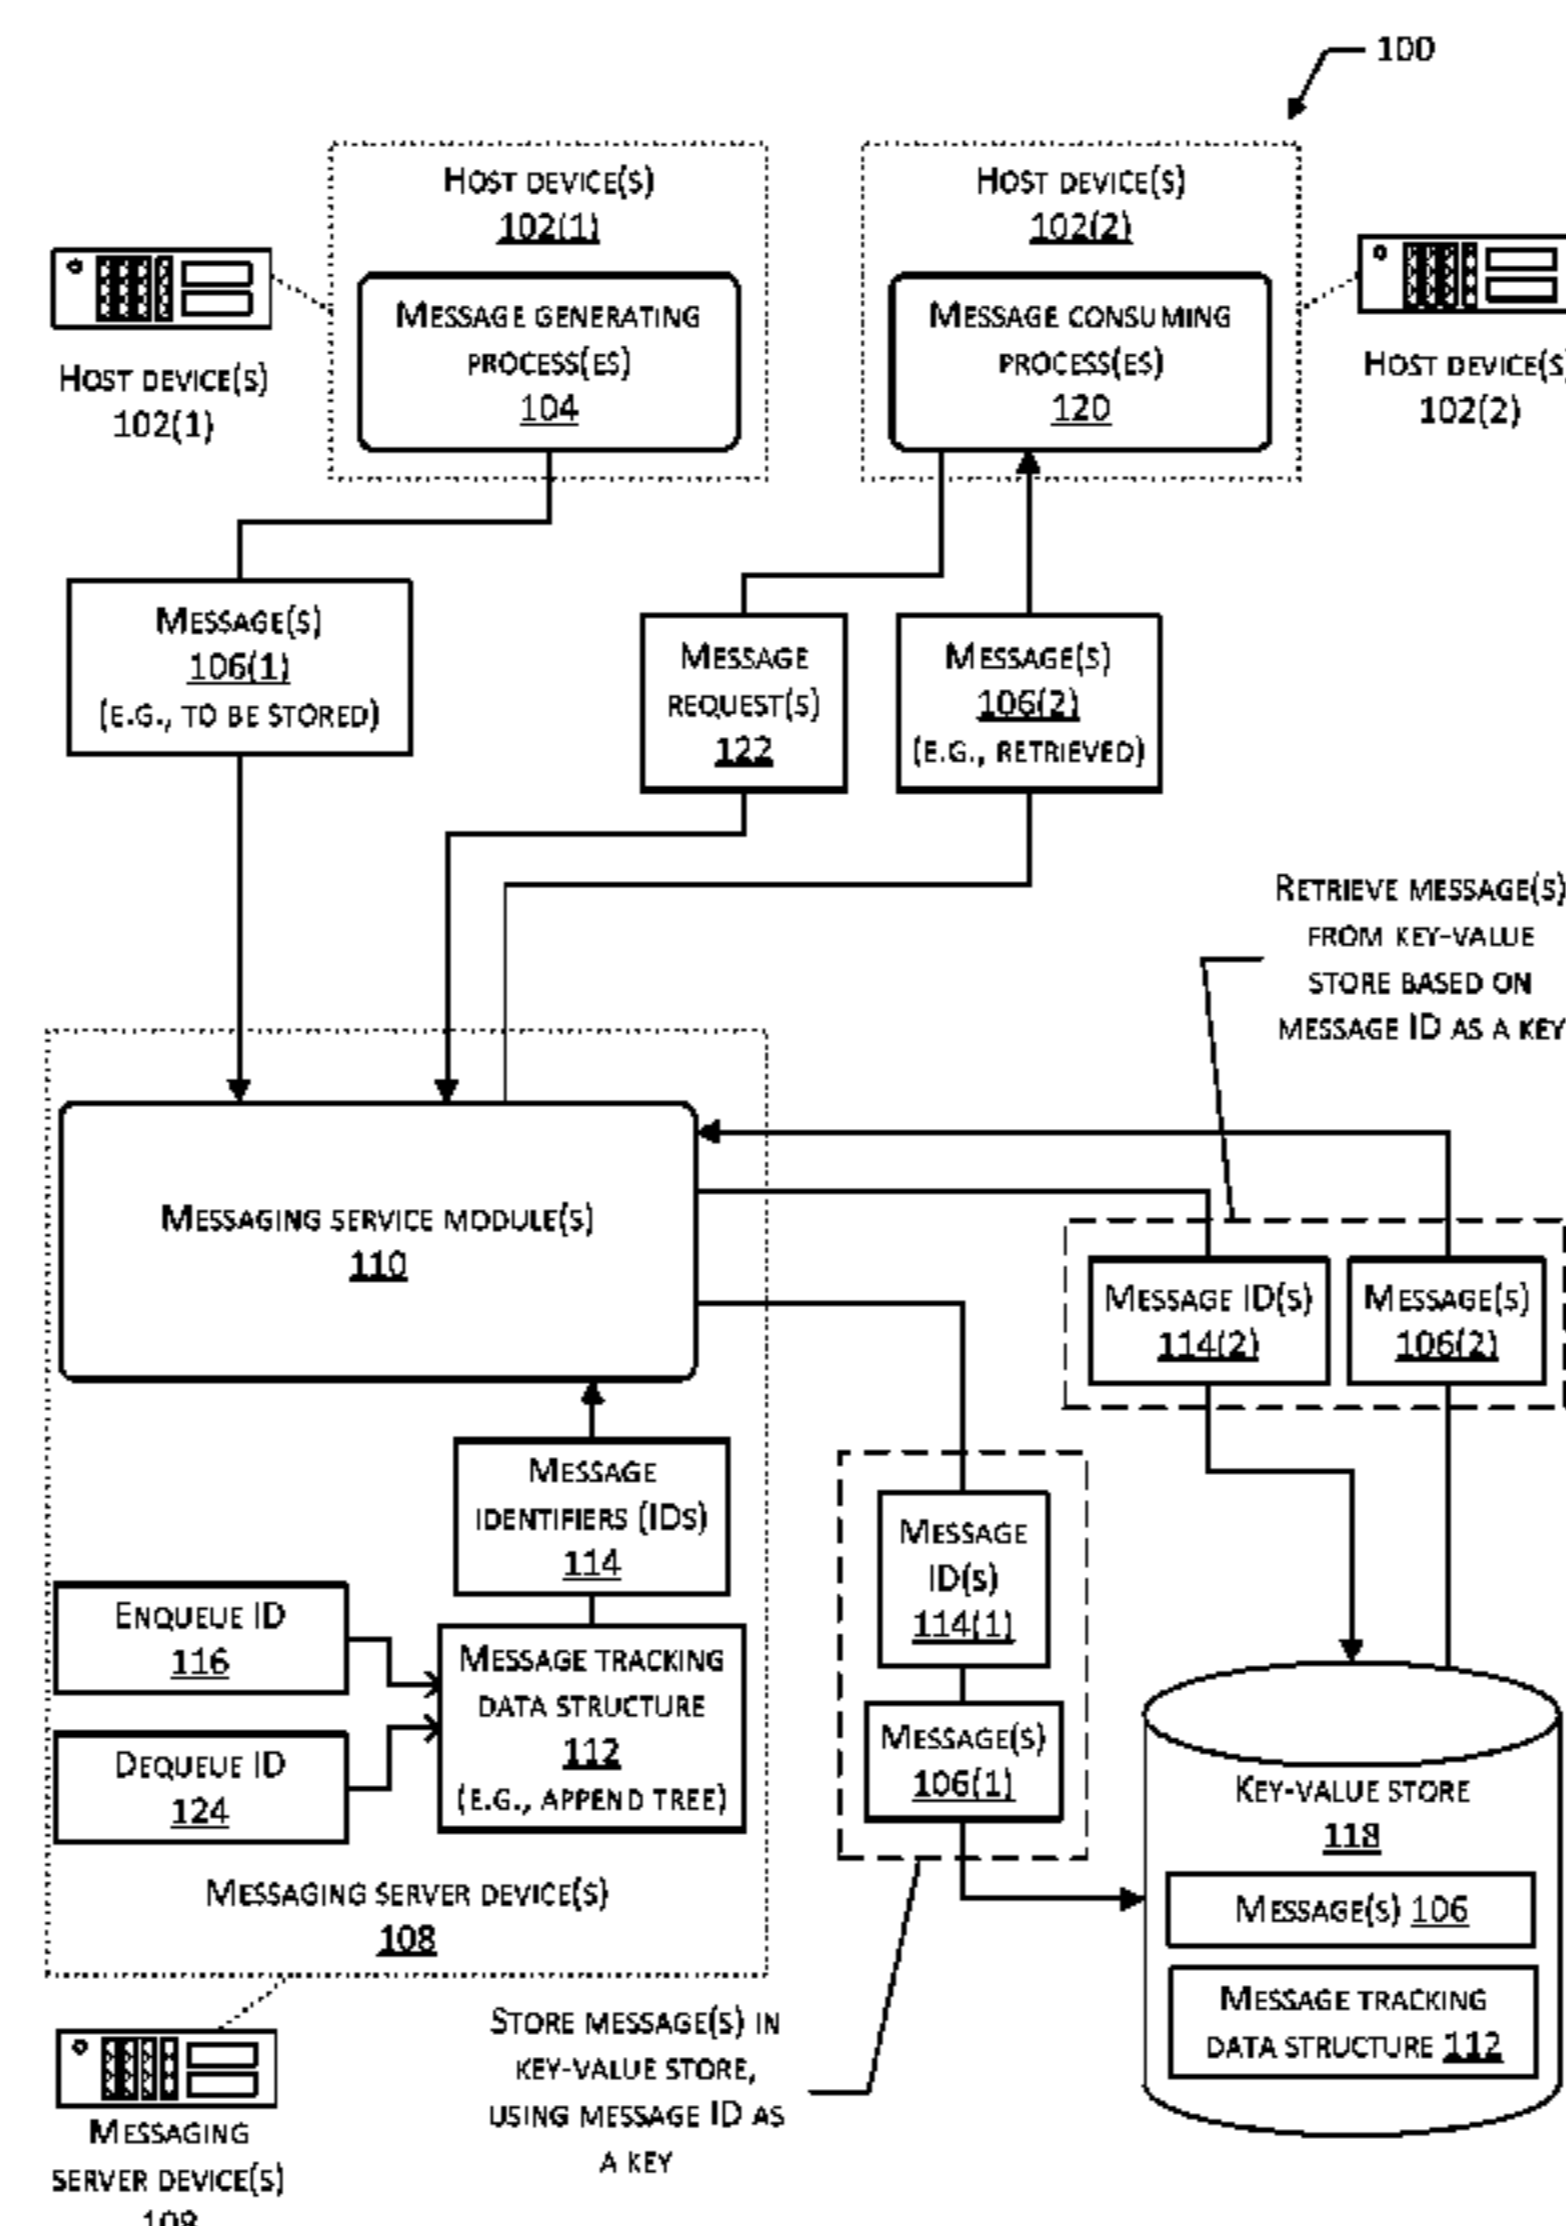 100
HOST DEVICE(S)
102(1)
MESSAGE GENERATING
PROCESS(ES)
104
HOST DEVICE(S)
102(2)
MESSAGE CONSUMING
PROCESS(ES)
120
HOST DEVICE(S)
102(1)
HOST DEVICE(S)
102(2)
MESSAGE(S)
106(1)
(E.G., TO BE STORED)
MESSAGE
REQUEST(S)
122
MESSAGE(S)
106(2)
(E.G., RETRIEVED)
RETRIEVE MESSAGE(S)
FROM KEY-VALUE
STORE BASED ON
MESSAGE ID AS A KEY
MESSAGING SERVICE MODULE(S)
110
MESSAGE ID(S)
114(2)
MESSAGE(S)
106(2)
MESSAGE
IDENTIFIERS (IDS)
114
MESSAGE
ID(S)
114(1)
MESSAGE(S)
106(1)
ENQUEUE ID
116
DEQUEUE ID
124
MESSAGE TRACKING
DATA STRUCTURE
112
(E.G., APPEND TREE)
MESSAGING SERVER DEVICE(S)
108
KEY-VALUE STORE
118
MESSAGE(S) 106
MESSAGE TRACKING
DATA STRUCTURE 112
STORE MESSAGE(S) IN
KEY-VALUE STORE,
USING MESSAGE ID AS
A KEY
MESSAGING
SERVER DEVICE(S)
108